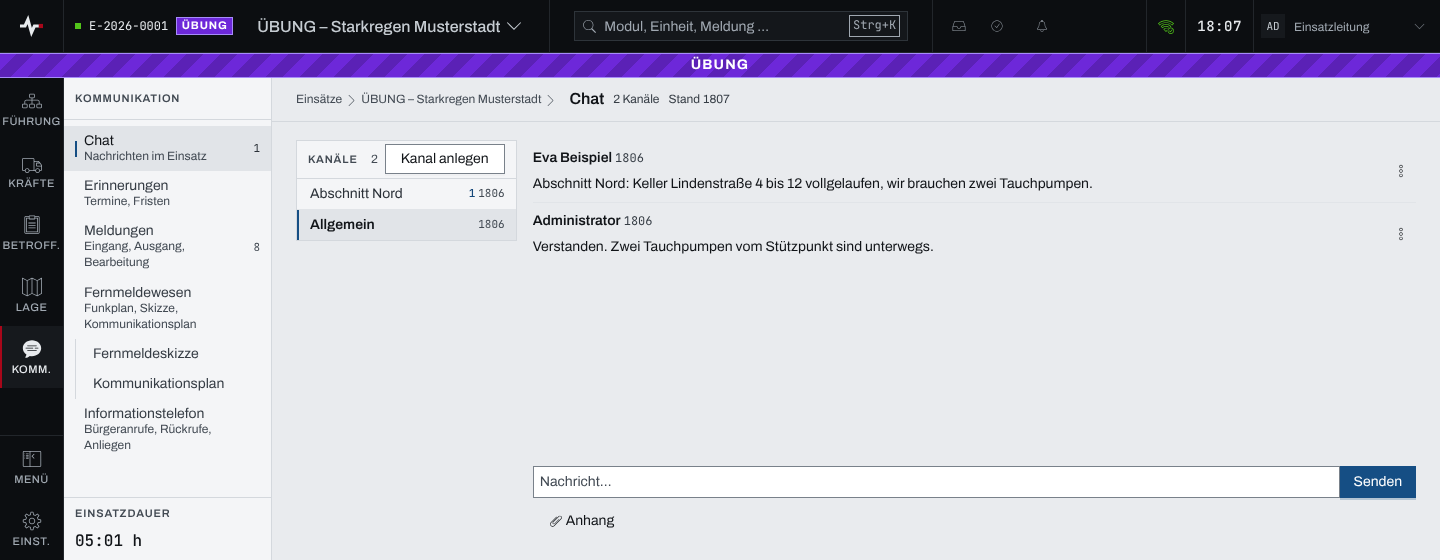 E-2026-0001 ÜBUNG ÜBUNG – Starkregen Musterstadt
Modul, Einheit, Meldung ... Strg+K
18:07 AD Einsatzleitung
ÜBUNG
FÜHRUNG
KRÄFTE
BETROFF.
LAGE
KOMM.
MENÜ
EINST.
KOMMUNIKATION
Chat 1
Nachrichten im Einsatz
Erinnerungen
Termine, Fristen
Meldungen
Eingang, Ausgang, 8
Bearbeitung
Fernmeldewesen
Funkplan, Skizze,
Kommunikationsplan
Fernmeldeskizze
Kommunikationsplan
Informationstelefon
Bürgeranrufe, Rückrufe,
Anliegen
EINSATZDAUER
05:01 h
Einsätze ÜBUNG – Starkregen Musterstadt Chat 2 Kanäle Stand 1807
KANÄLE 2 Kanal anlegen
Abschnitt Nord 1 1806
Allgemein 1806
Eva Beispiel 1806
Abschnitt Nord: Keller Lindenstraße 4 bis 12 vollgelaufen, wir brauchen zwei Tauchpumpen.
Administrator 1806
Verstanden. Zwei Tauchpumpen vom Stützpunkt sind unterwegs.
Nachricht... Senden
Anhang